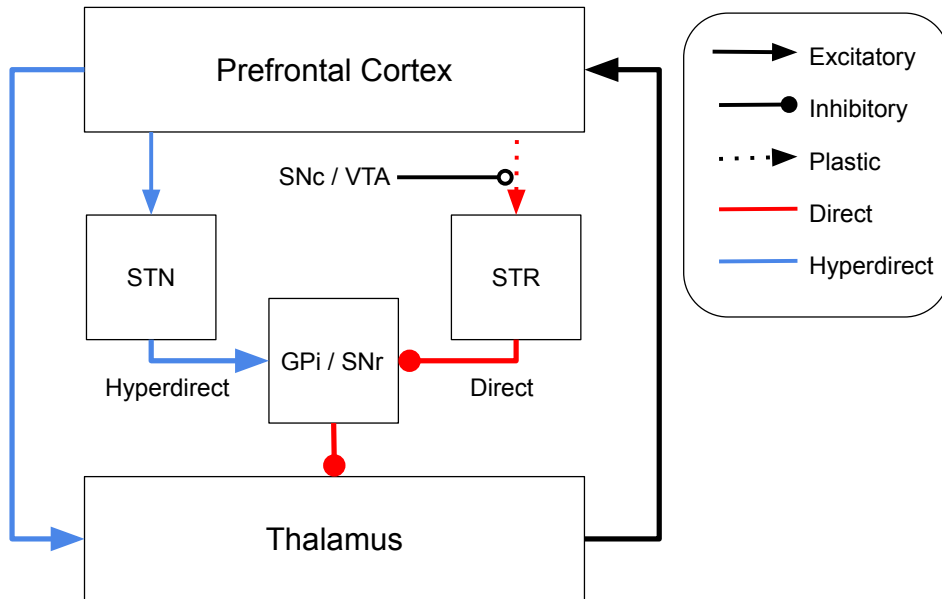 Prefrontal Cortex
SNc / VTA
STN
STR
GPi / SNr
Hyperdirect
Direct
Thalamus
Excitatory
Inhibitory
Plastic
Direct
Hyperdirect